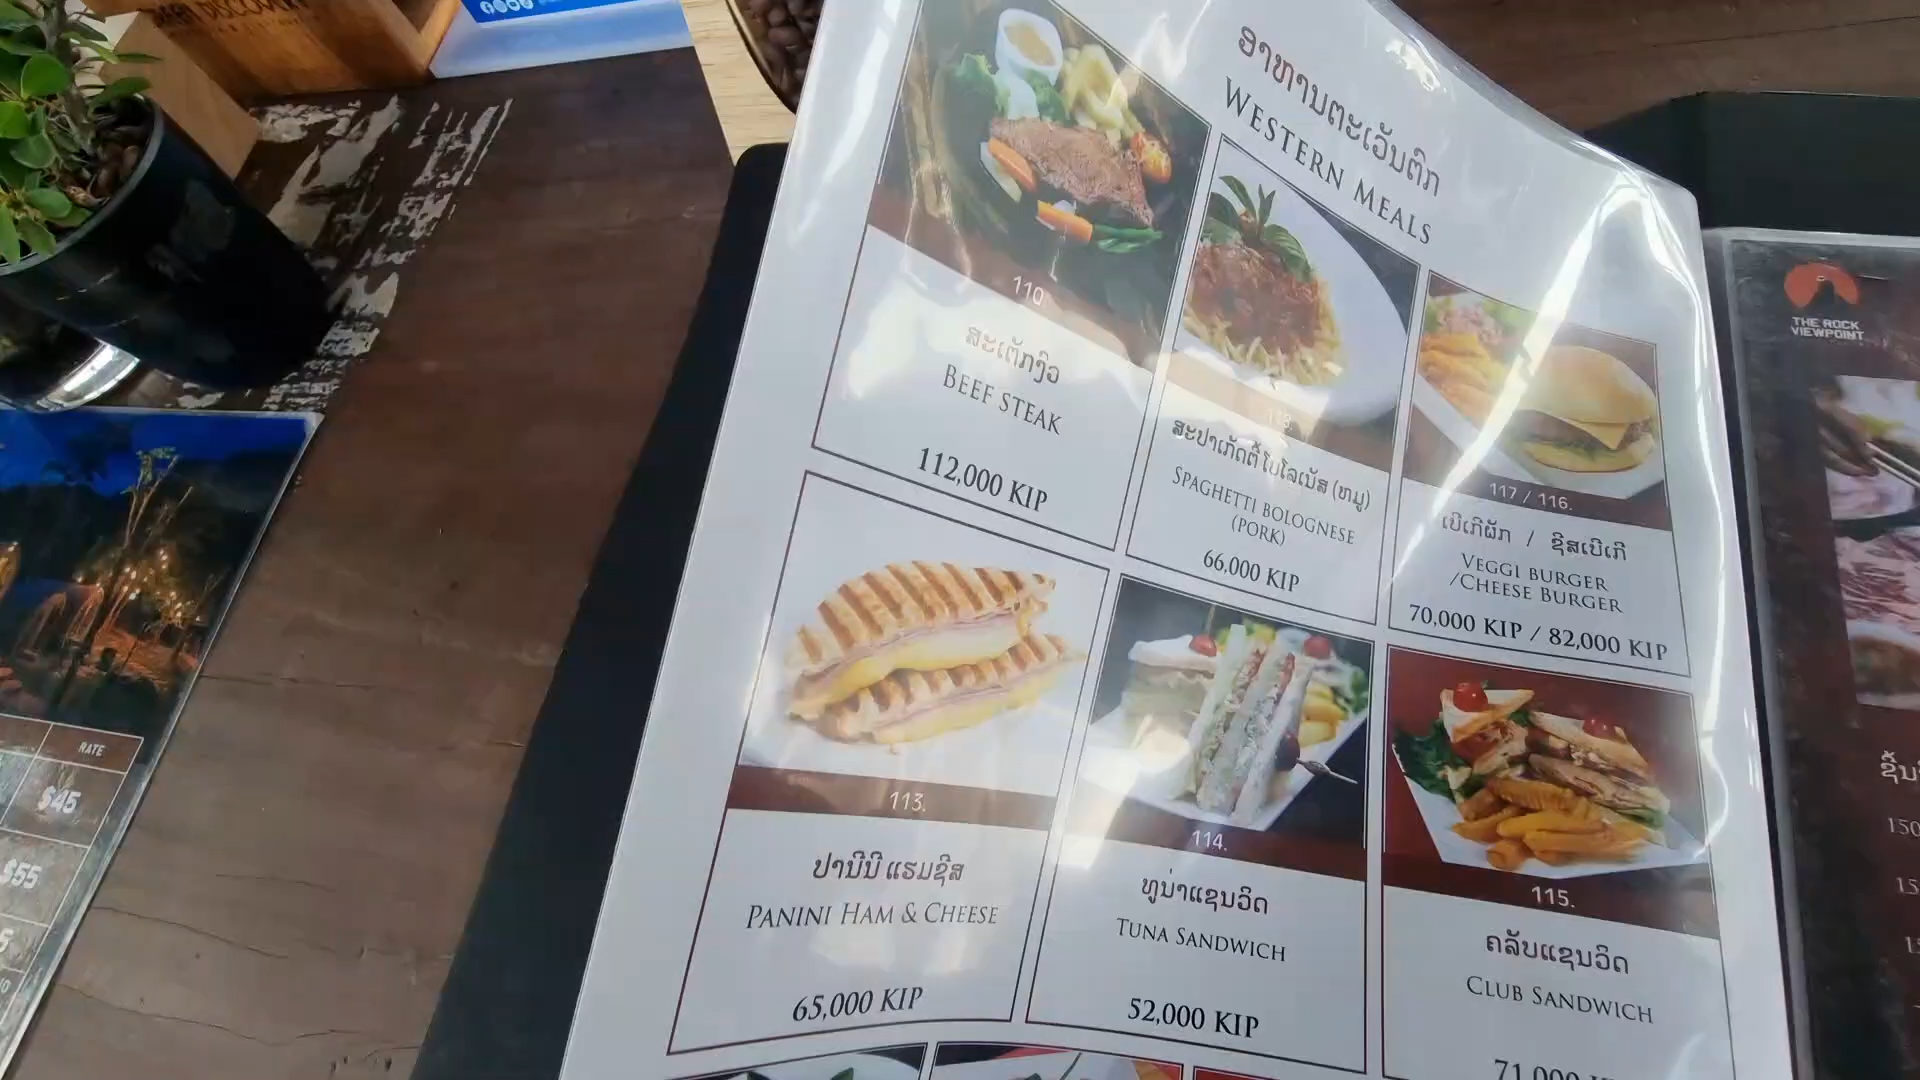 ອາຫານຕະເວັນຕົກ
WESTERN MEALS
110
ສະເຕັກງົວ
BEEF STEAK
112,000 KIP
ສະປາເກັດຕີ້ ໂບໂລເນັສ (ຫມູ)
SPAGHETTI BOLOGNESE
(PORK)
66,000 KIP
117 / 116.
ເບີເກີຜັກ / ຊີສເບີເກີ
VEGGI BURGER
/CHEESE BURGER
70,000 KIP / 82,000 KIP
113.
ປານີນີ ແຮມຊີສ
PANINI HAM & CHEESE
65,000 KIP
114.
ທູນ່າແຊນວິດ
TUNA SANDWICH
52,000 KIP
115.
ຄລັບແຊນວິດ
CLUB SANDWICH
71,000
THE ROCK
VIEWPOINT
RATE
$45
$55